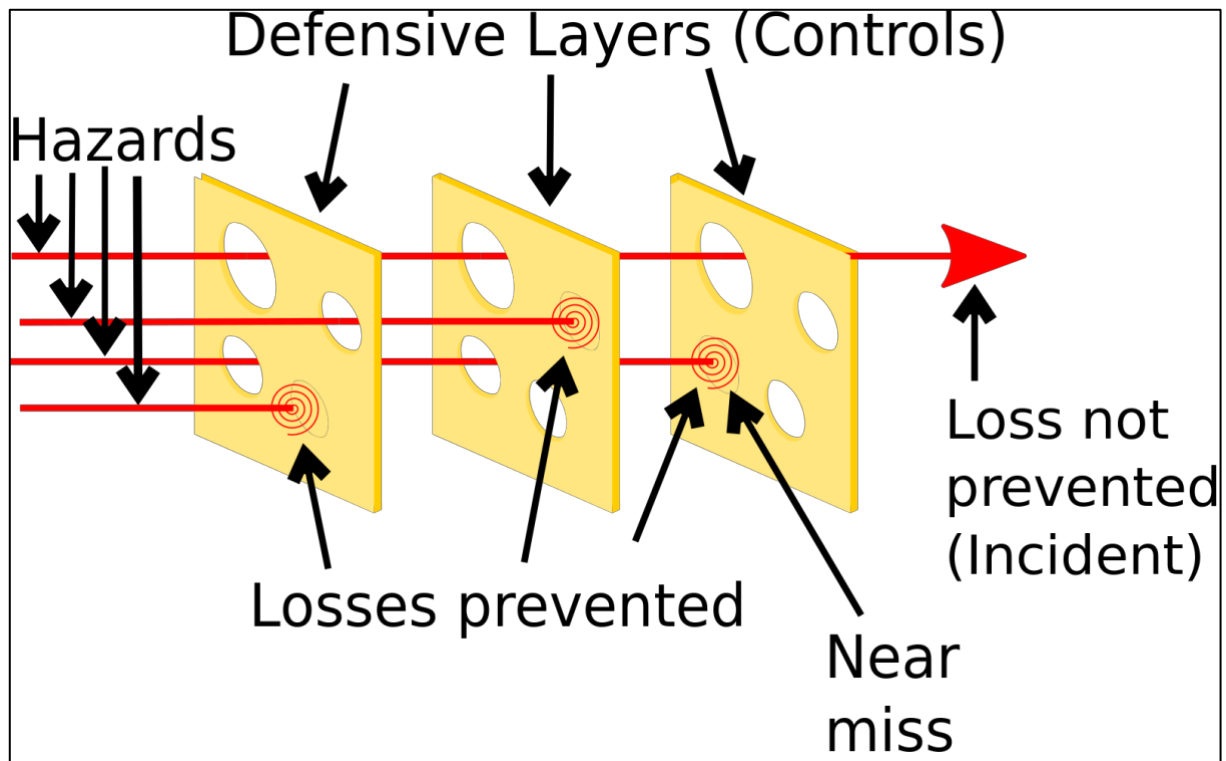 Defensive Layers (Controls)
Hazards
Loss not
prevented
(Incident)
Losses prevented
Near
miss